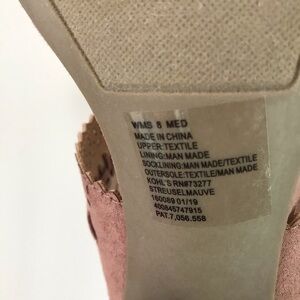 WMS 8 MED
MADE IN CHINA
UPPER:TEXTILE
LINING:MAN MADE
SOCKLINING:MAN MADE/TEXTILE
OUTERSOLE:TEXTILE/MAN MADE
KOHL'S RN#73277
STREUSELMAUVE
160089 01/19
400845747915
PAT.7,056.558